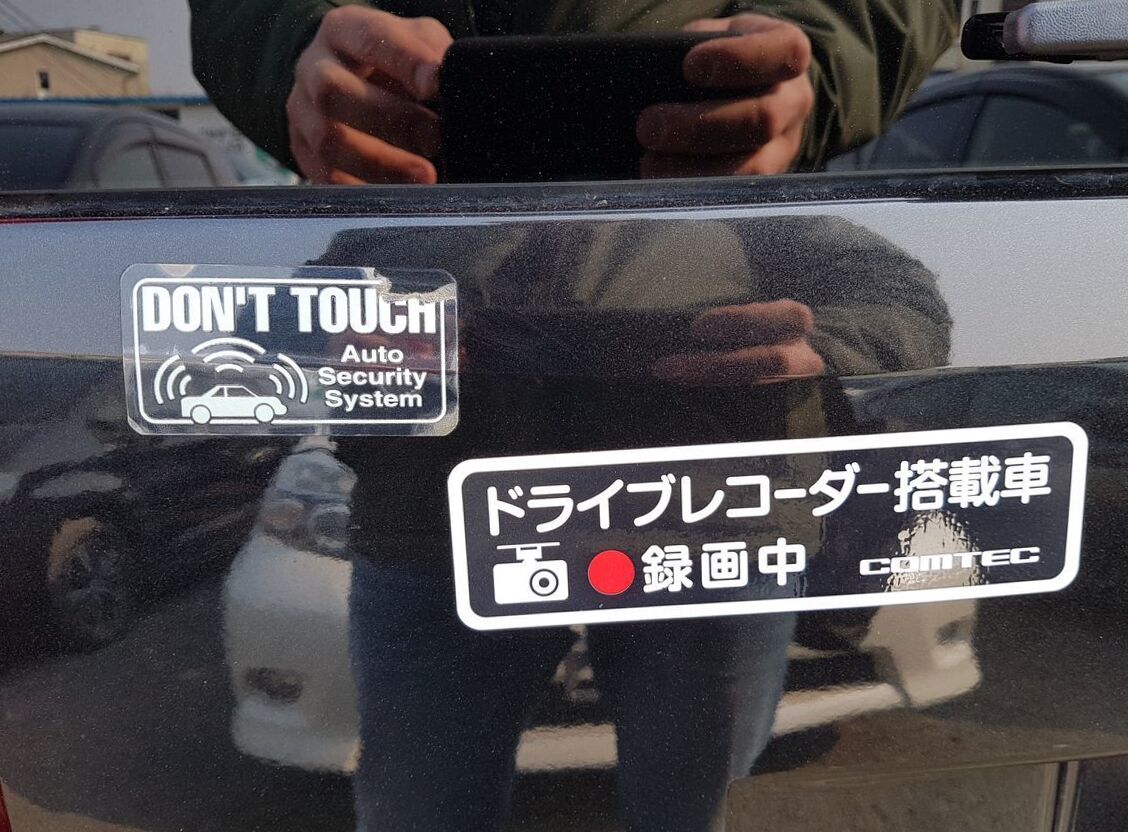 DON'T TOUCH
Auto
Security
System
ドライブレコーダー搭載車
録画中
COMTEC